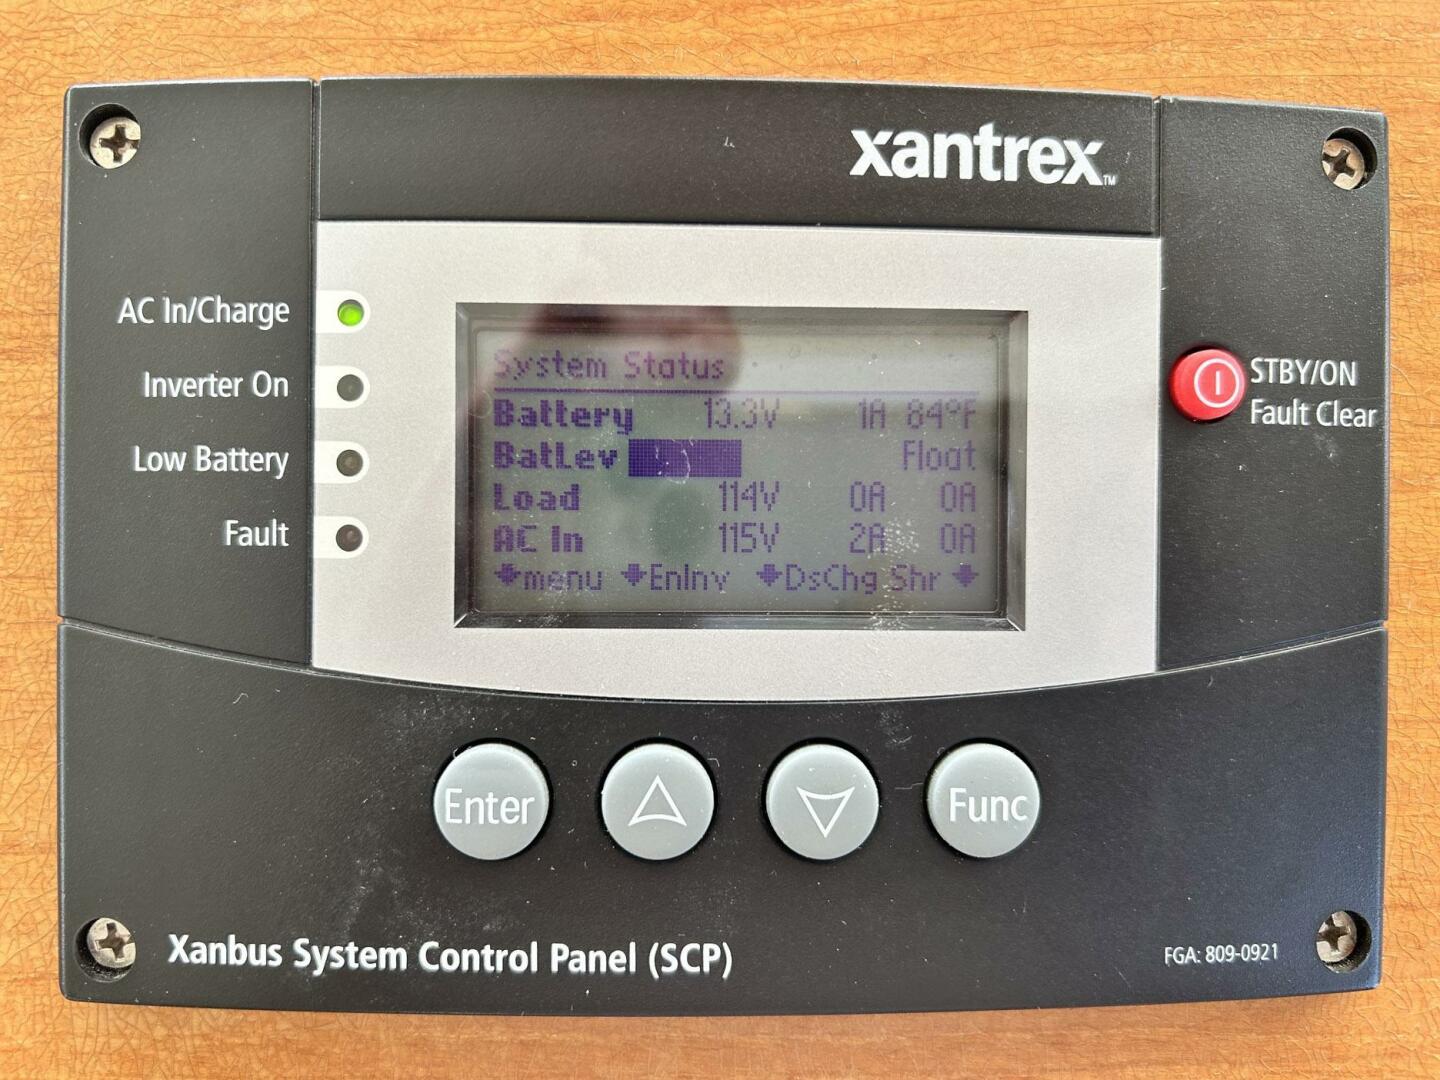 xantrex™
AC In/Charge
Inverter On
Low Battery
Fault
System Status
Battery 13.3V 1A 84°F
BatLev Float
Load 114V 0A 0A
AC In 115V 2A 0A
menu EnInv DsChg Shr
STBY/ON
Fault Clear
Enter
Func
Xanbus System Control Panel (SCP)
FGA: 809-0921